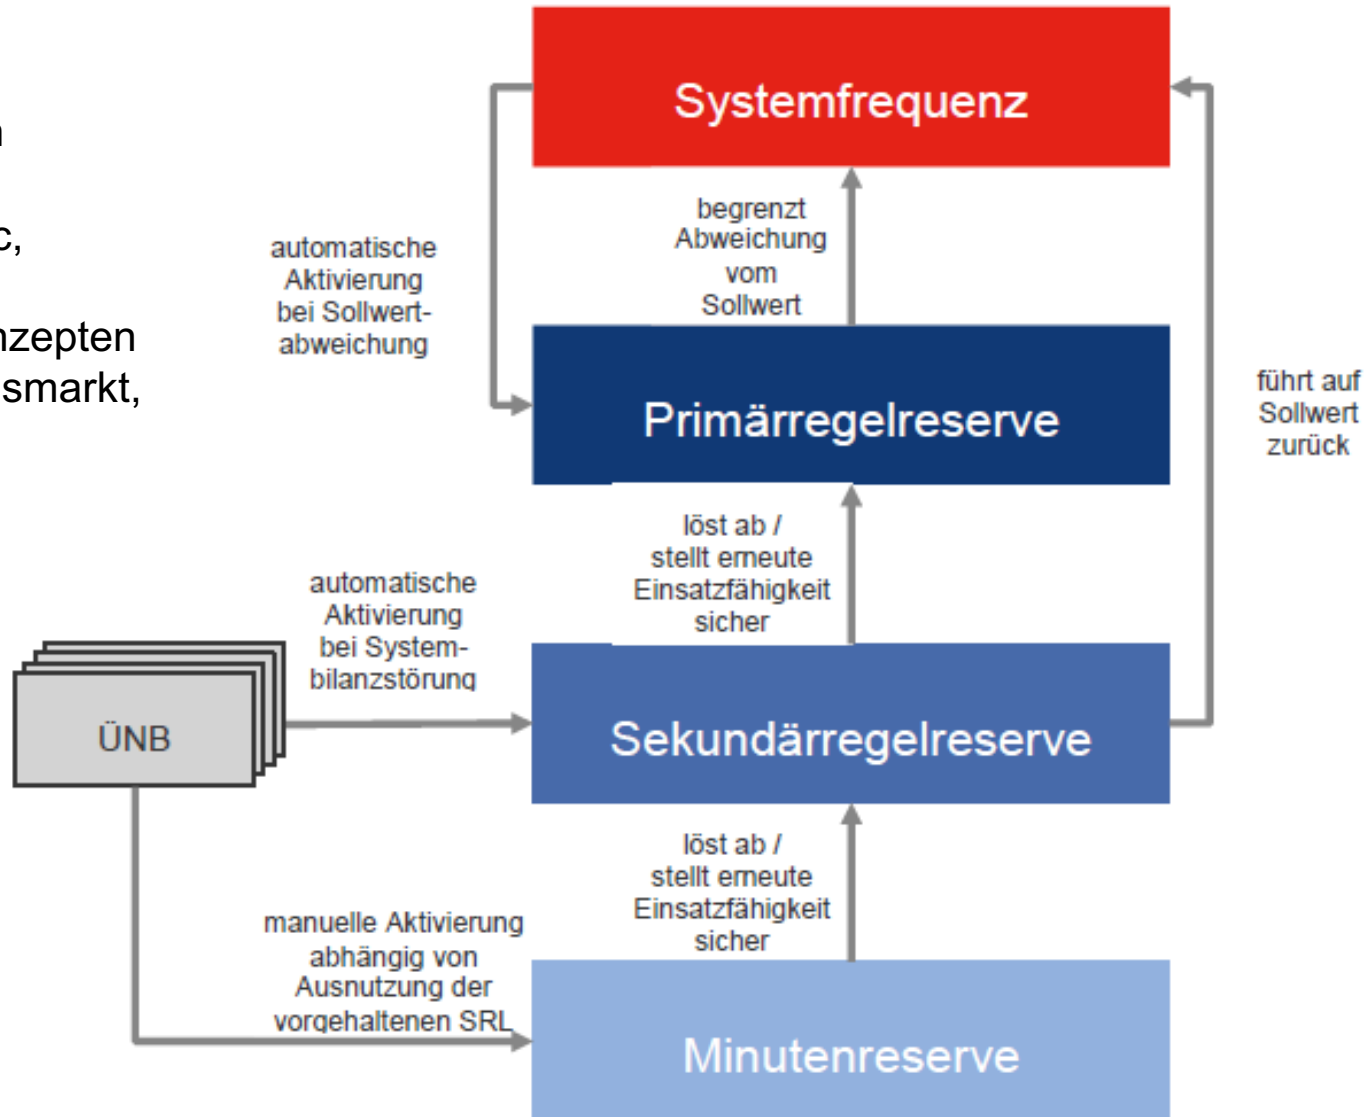 n
c,
nzepten
smarkt,
Systemfrequenz
automatische
Aktivierung
bei Sollwert-
abweichung
begrenzt
Abweichung
vom
Sollwert
Primärregelreserve
führt auf
Sollwert
zurück
löst ab /
stellt erneute
Einsatzfähigkeit
sicher
automatische
Aktivierung
bei System-
bilanzstörung
ÜNB
Sekundärregelreserve
löst ab /
stellt erneute
Einsatzfähigkeit
sicher
manuelle Aktivierung
abhängig von
Ausnutzung der
vorgehaltenen SRL
Minutenreserve